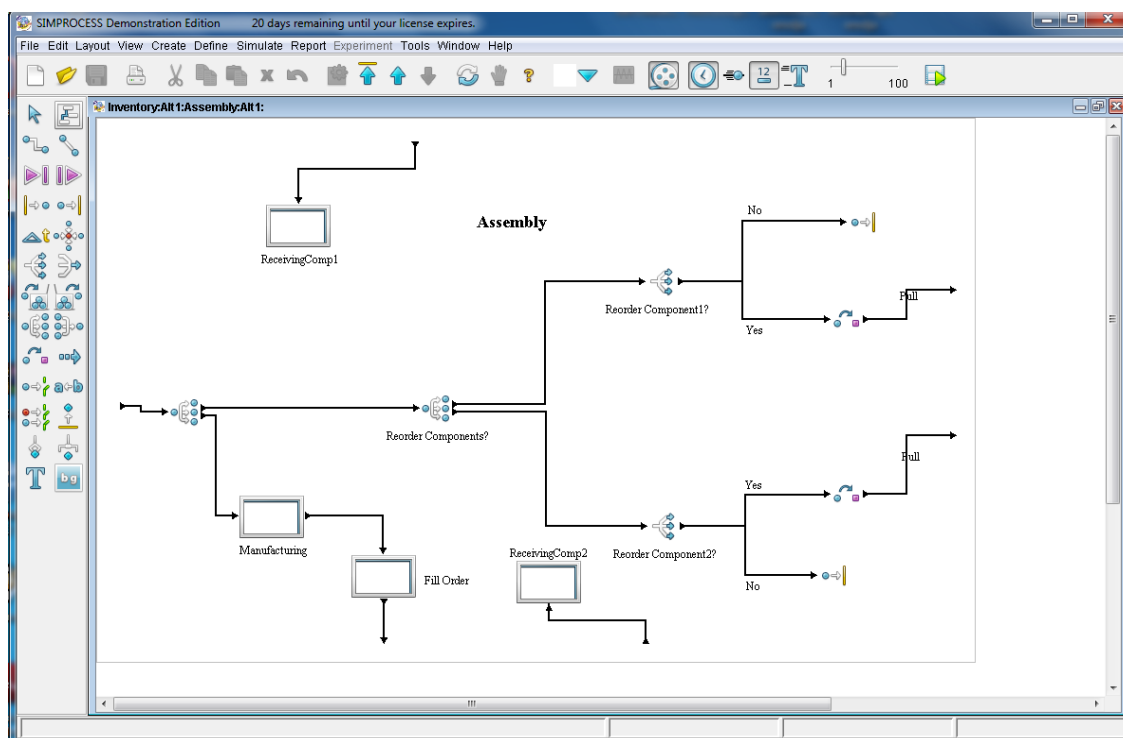 SIMPROCESS Demonstration Edition 20 days remaining until your license expires.
File Edit Layout View Create Define Simulate Report Experiment Tools Window Help
12
T
1 100
Inventory:Alt1:Assembly:Alt1:
t
a b
T bg
No
Assembly
ReceivingComp1
Reorder Component1?
Pull
Yes
Reorder Components?
Pull
Yes
Manufacturing
ReceivingComp2
Reorder Component2?
Fill Order
No